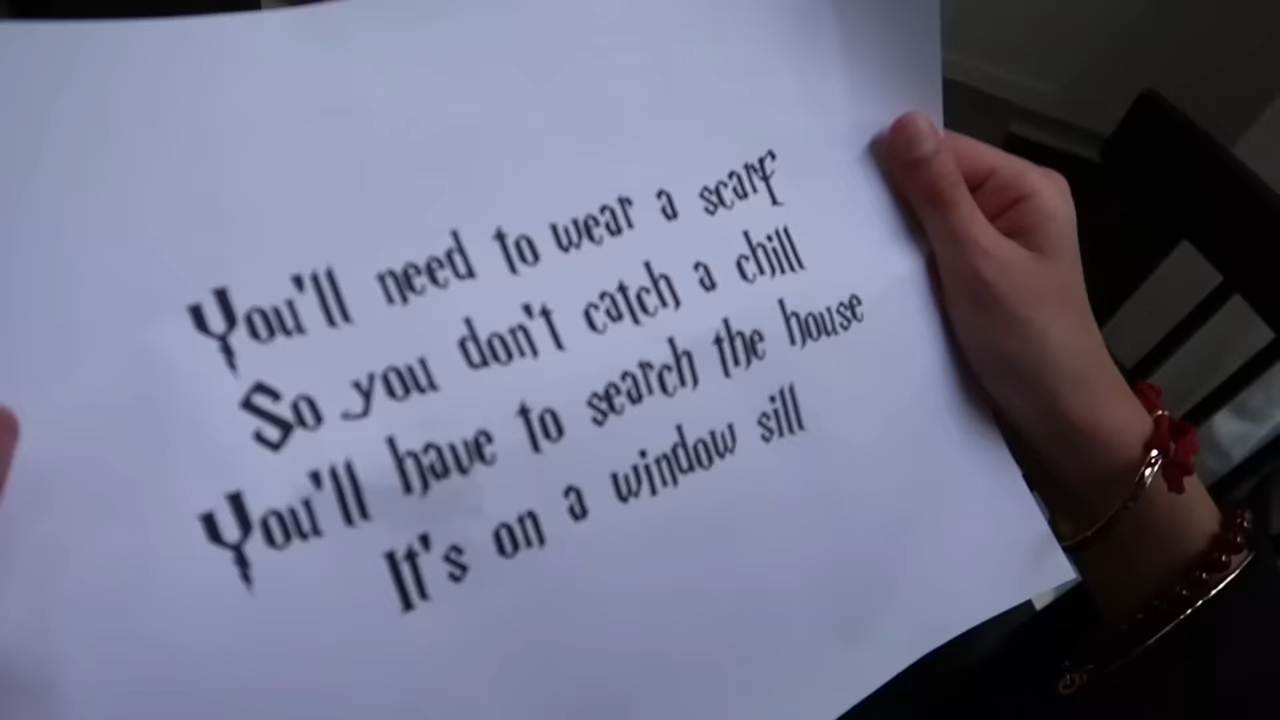 You'll need to wear a scarf
So you don't catch a chill
You'll have to search the house
It's on a window sill